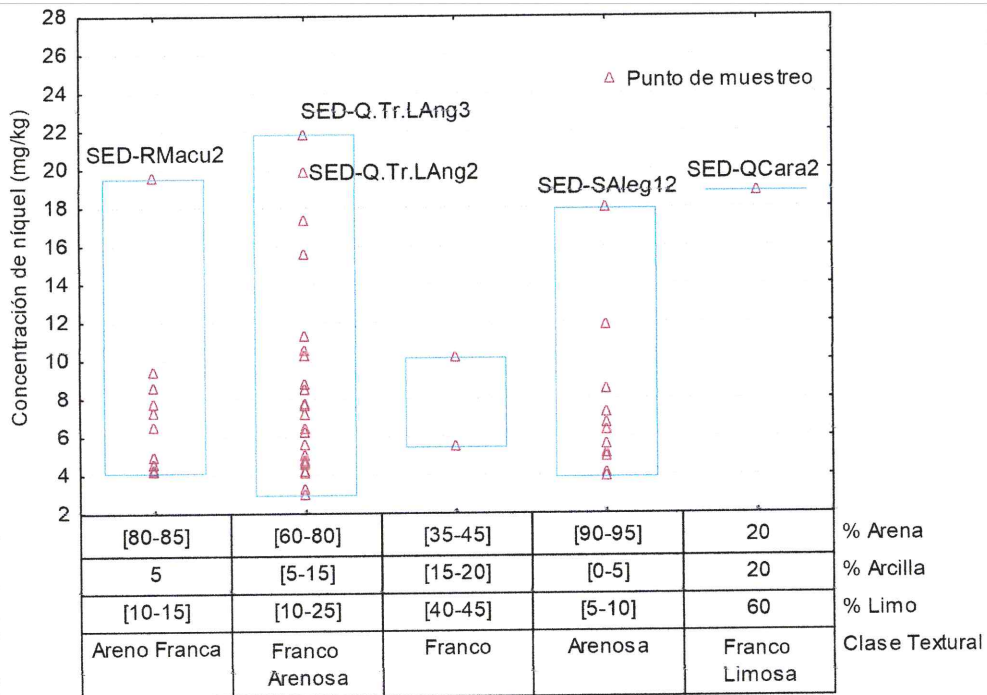 28
26
24
22
20
18
16
14
12
10
8
6
4
2
Concentración de níquel (mg/kg)
Punto de muestreo
SED-RMacu2
SED-Q.Tr.LAng3
SED-Q.Tr.LAng2
SED-SAleg12
SED-QCara2
[80-85] [60-80] [35-45] [90-95] 20 % Arena
5 [5-15] [15-20] [0-5] 20 % Arcilla
[10-15] [10-25] [40-45] [5-10] 60 % Limo
Areno Franca Franco Franco Arenosa Franco Clase Textural
Arenosa Limosa